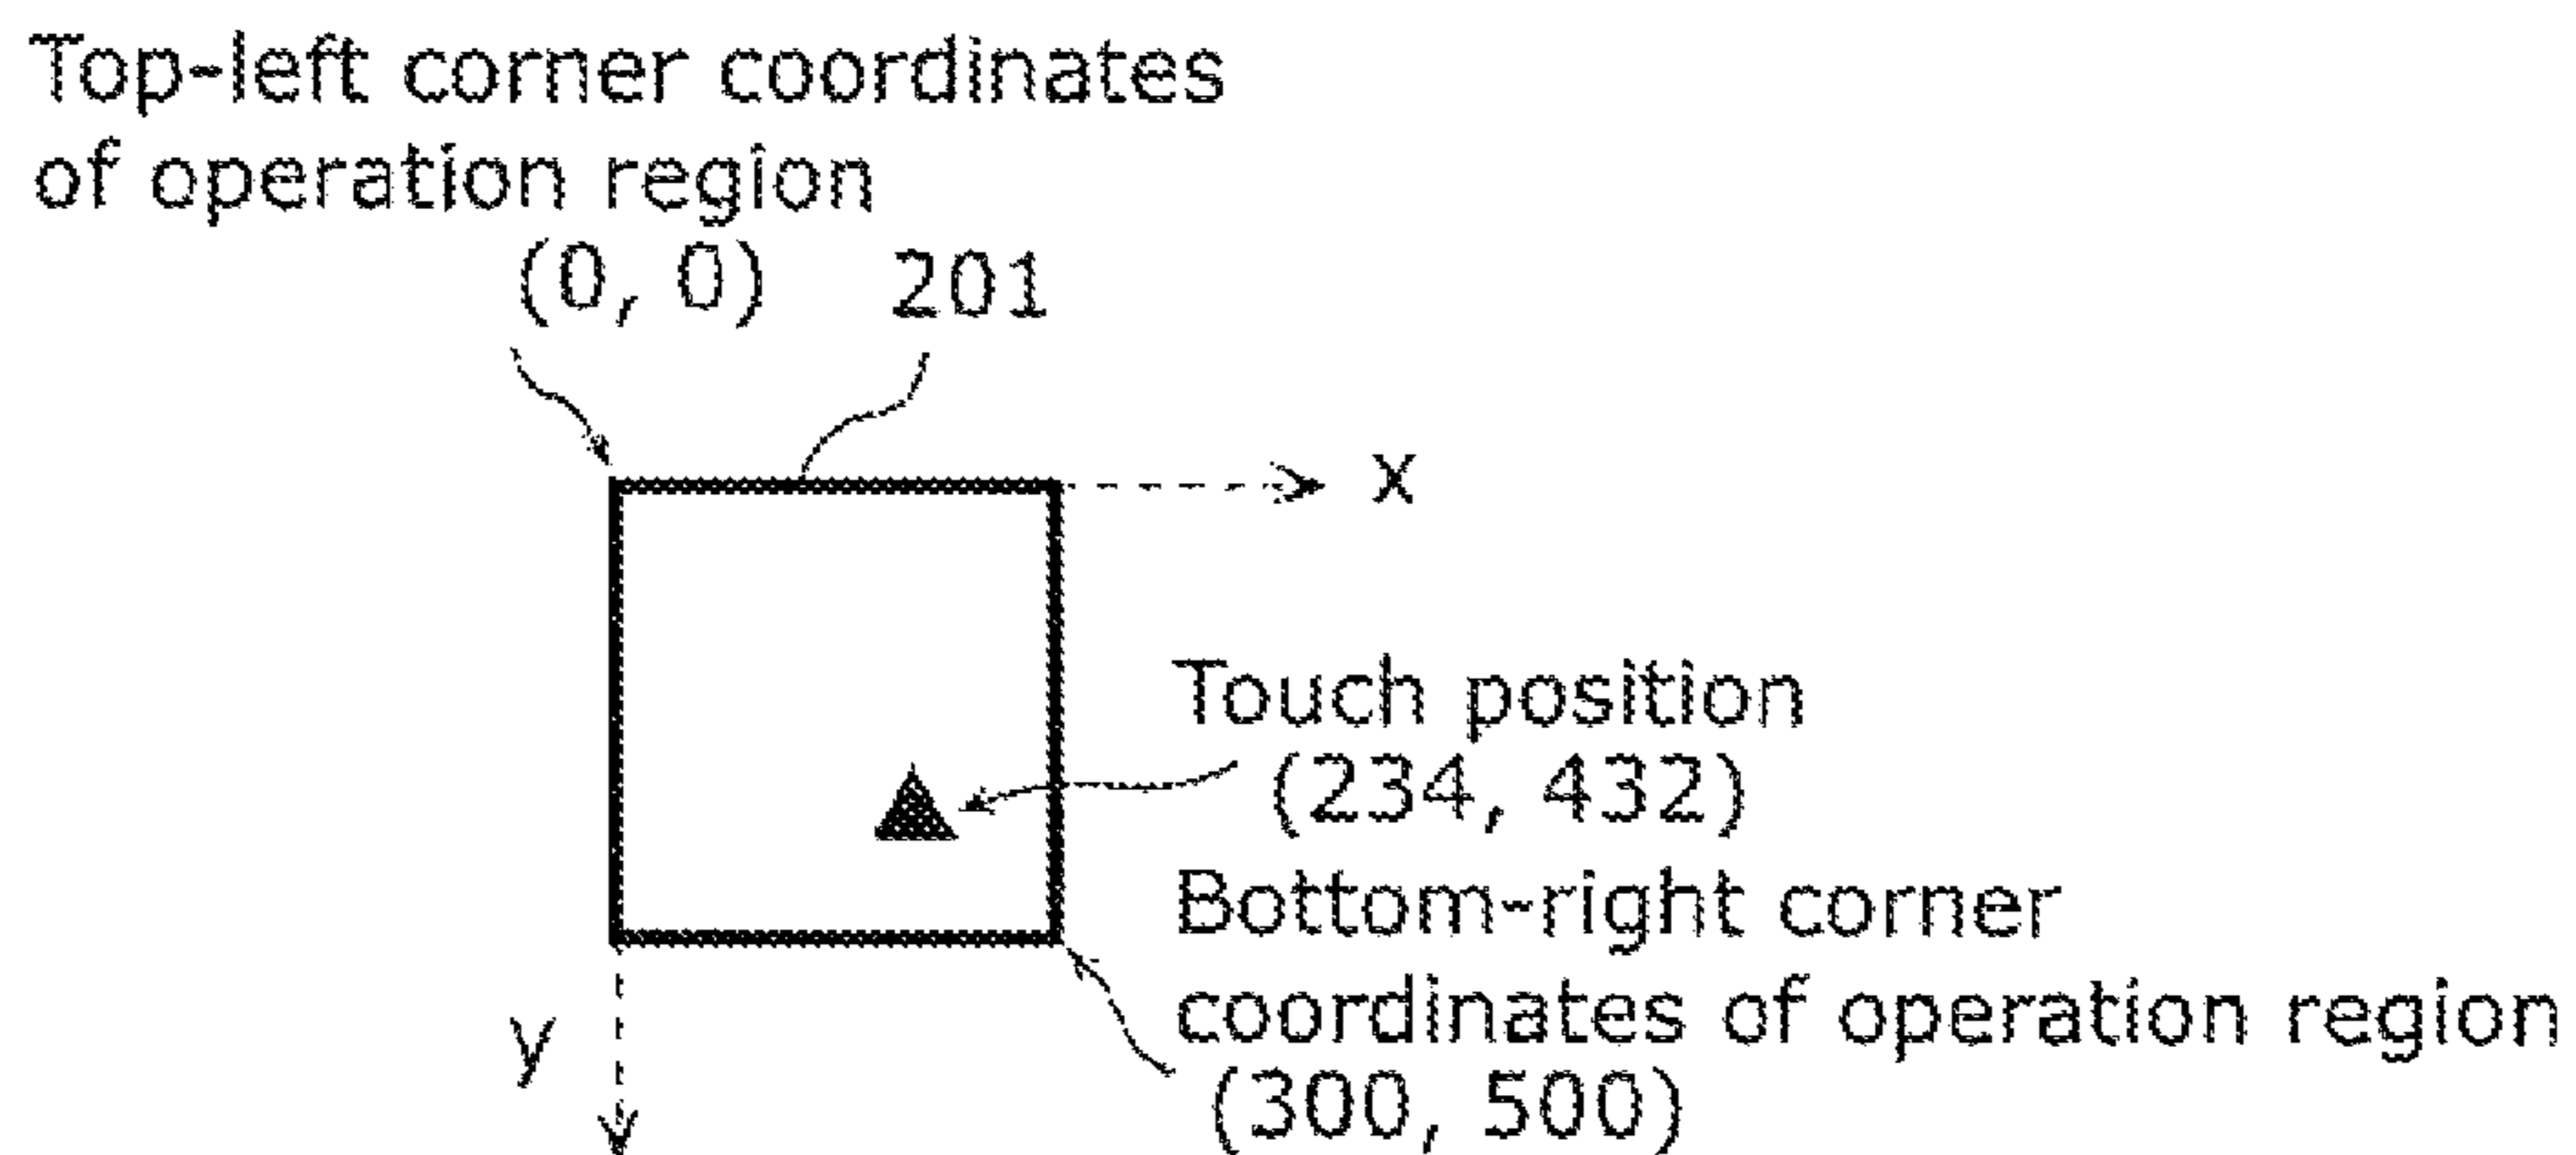 Top-left corner coordinates
of operation region
(0, 0)
201
x
Touch position
(234, 432)
Bottom-right corner
coordinates of operation region
(300, 500)
y